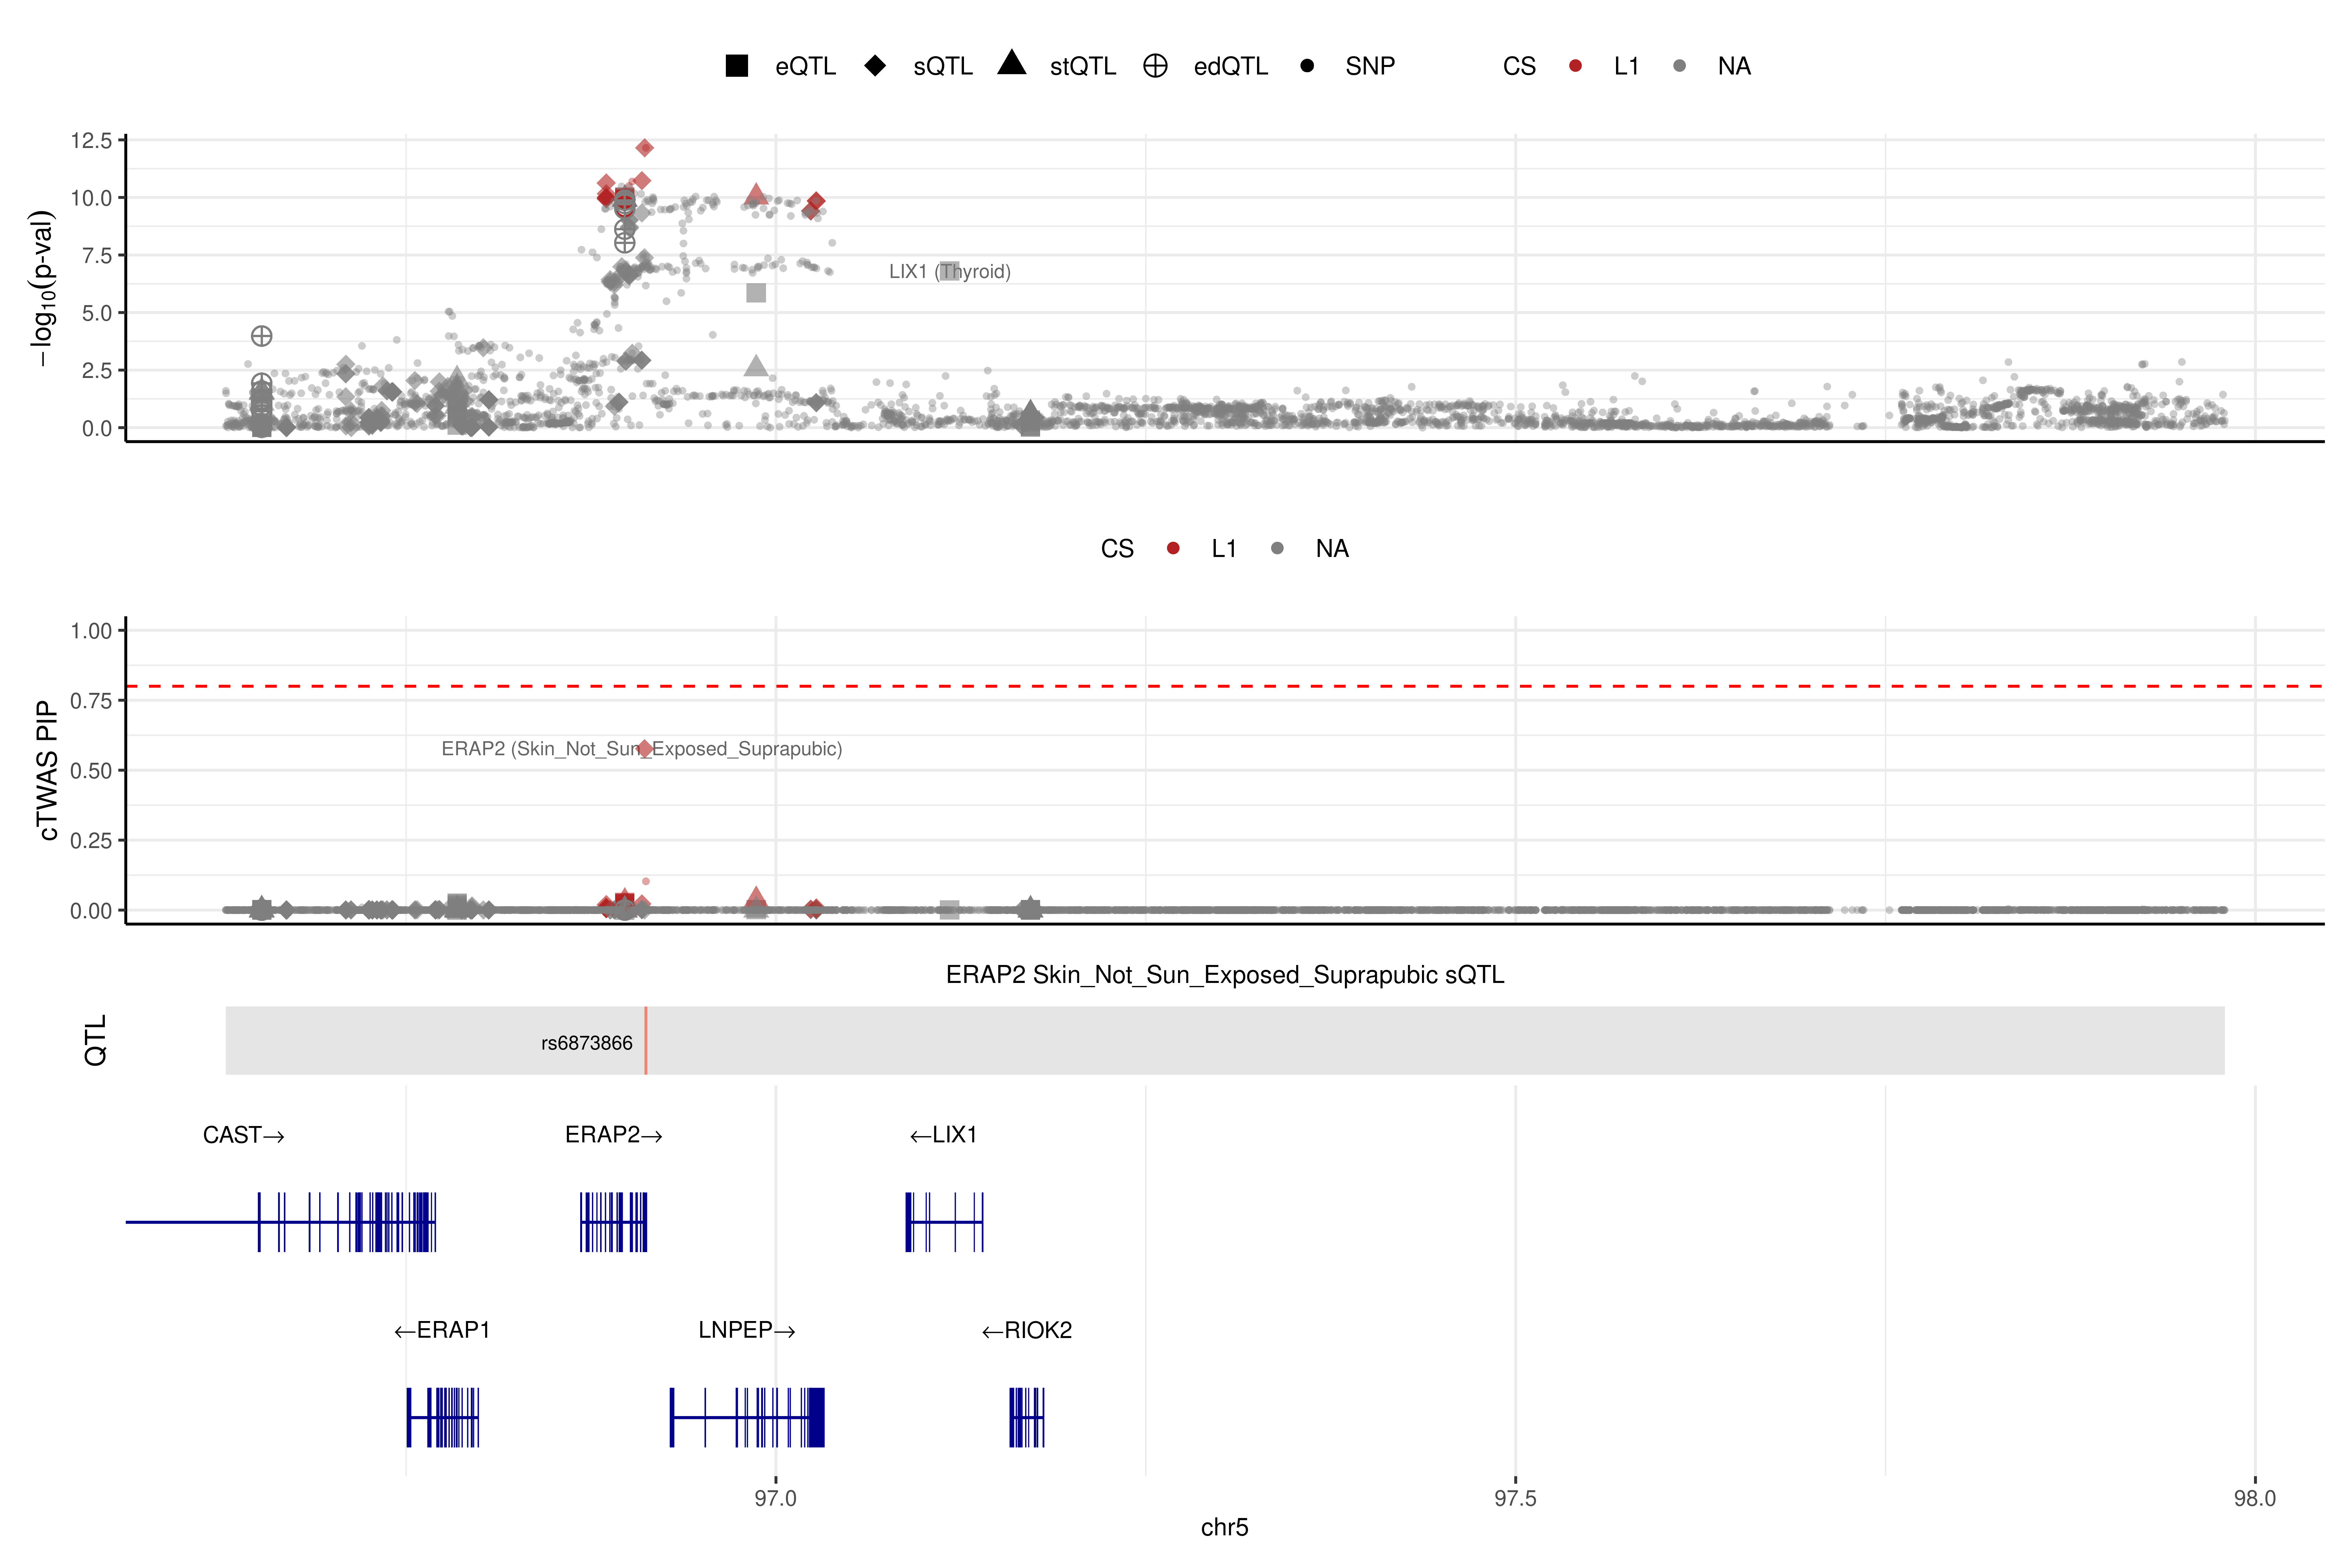 eQTL sQTL stQTL edQTL SNP CS L1 NA
−log10(p-val)
12.5
10.0
7.5
5.0
2.5
0.0
LIX1 (Thyroid)
CS L1 NA
cTWAS PIP
1.00
0.75
0.50
0.25
0.00
ERAP2 (Skin_Not_Sun_Exposed_Suprapubic)
ERAP2 Skin_Not_Sun_Exposed_Suprapubic sQTL
QTL
rs6873866
CAST→ ERAP2→ ←LIX1
←ERAP1 LNPEP→ ←RIOK2
97.0 97.5 98.0
chr5